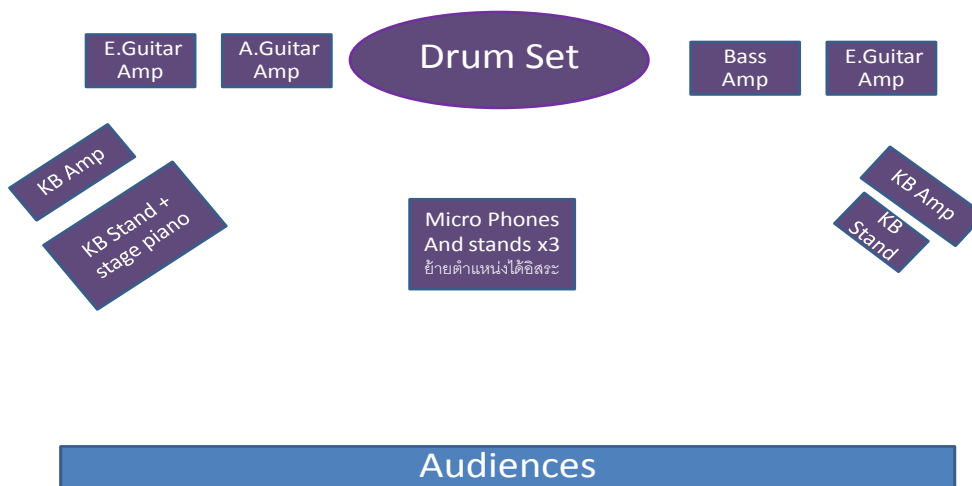 E.Guitar
Amp
A.Guitar
Amp
Drum Set
Bass
Amp
E.Guitar
Amp
KB Amp
KB Stand +
stage piano
Micro Phones
And stands x3
ย้ายตำแหน่งได้อิสระ
KB Amp
KB
Stand
Audiences